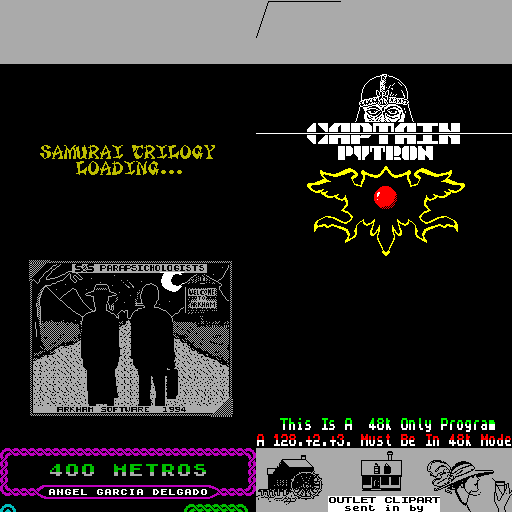 SAMURAI TRILOGY
LOADING...
CAPTAIN
PYTRON
S&S PARAPSICHOLOGISTS
WELCOME
TO
ARKHAM
ARKHAM SOFTWARE 1994
This Is A 48k Only Program
A 128.+2.+3. Must Be In 48k Mode
400 METROS
ANGEL GARCIA DELGADO
OUTLET CLIPART
sent in by